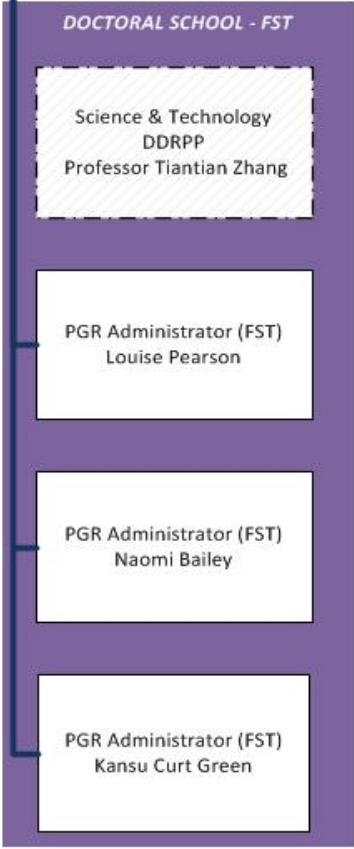 DOCTORAL SCHOOL - FST
Science & Technology
DDRPP
Professor Tiantian Zhang
PGR Administrator (FST)
Louise Pearson
PGR Administrator (FST)
Naomi Bailey
PGR Administrator (FST)
Kansu Curt Green